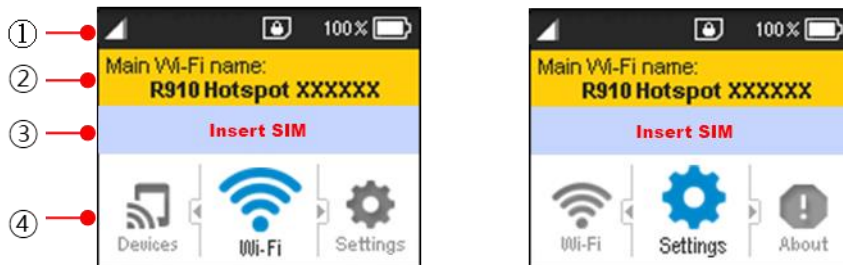 ① 100%
② Main Wi-Fi name:
R910 Hotspot XXXXXX
③ Insert SIM
④ Devices Wi-Fi Settings
100%
Main Wi-Fi name:
R910 Hotspot XXXXXX
Insert SIM
Wi-Fi Settings About